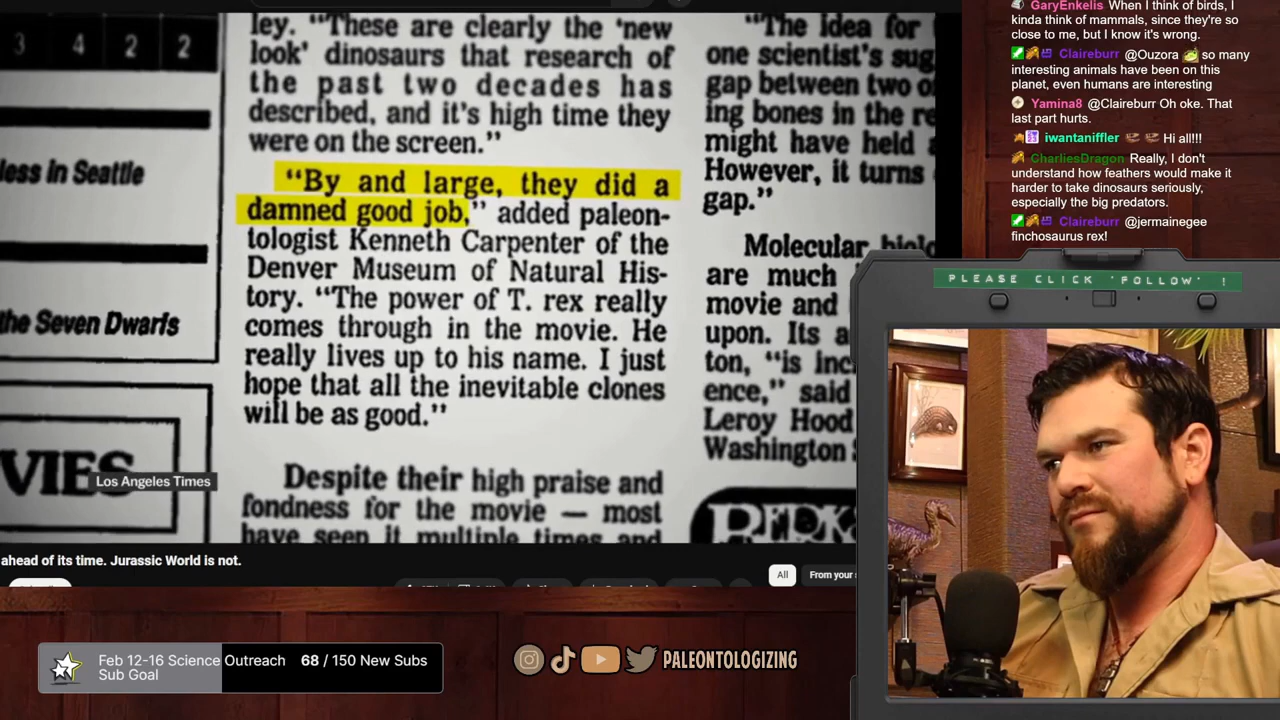 3 4 2 2
less in Seattle
the Seven Dwarfs
VIES
Los Angeles Times
ley. “These are clearly the ‘new
look’ dinosaurs that research of
the past two decades has
described, and it’s high time they
were on the screen.”
“By and large, they did a
damned good job,” added paleon-
tologist Kenneth Carpenter of the
Denver Museum of Natural His-
tory. “The power of T. rex really
comes through in the movie. He
really lives up to his name. I just
hope that all the inevitable clones
will be as good.”
Despite their high praise and
fondness for the movie — most
have seen it multiple times and
“The idea for
one scientist’s sug
gap between two o
ing bones in the re
might have held
However, it turns
gap.”
Molecular biolo
are much
movie and
upon. Its a
ton, “is inc
ence,” said
Leroy Hood
Washington
ahead of its time. Jurassic World is not.
All
From your
GaryEnkelis When I think of birds, I
kinda think of mammals, since they're so
close to me, but I know it's wrong.
Claireburr @Ouzora so many
interesting animals have been on this
planet, even humans are interesting
Yamina8 @Claireburr Oh oke. That
last part hurts.
iwantaniffler Hi all!!!
CharliesDragon Really, I don't
understand how feathers would make it
harder to take dinosaurs seriously,
especially the big predators.
Claireburr @jermainegee
finchosaurus rex!
PLEASE CLICK 'FOLLOW' !
Feb 12-16 Science Outreach 68 / 150 New Subs
Sub Goal
PALEONTOLOGIZING